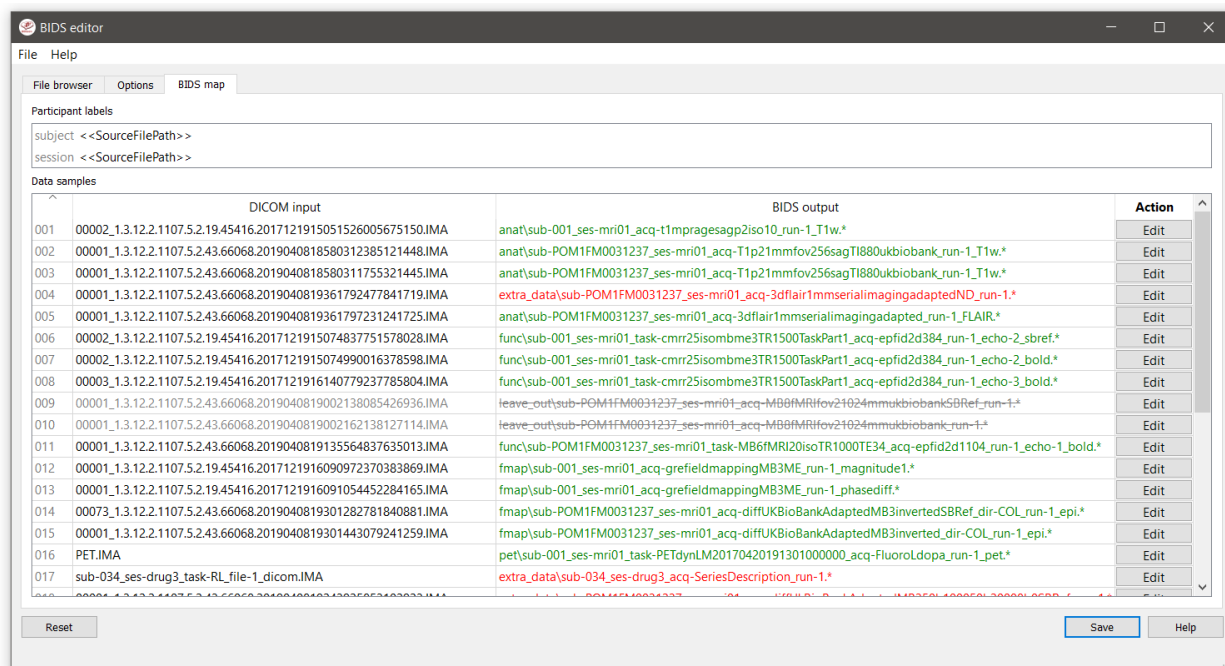 BIDS editor
File Help
File browser Options BIDS map
Participant labels
subject <<SourceFilePath>>
session <<SourceFilePath>>
Data samples
DICOM input BIDS output Action
001 00002_1.3.12.2.1107.5.2.19.45416.2017121915051526005675150.IMA anat\sub-001_ses-mri01_acq-t1mpragesagp2iso10_run-1_T1w.* Edit
002 00001_1.3.12.2.1107.5.2.43.66068.2019040818580312385121448.IMA anat\sub-POM1FM0031237_ses-mri01_acq-T1p21mmfov256sagTI880ukbiobank_run-1_T1w.* Edit
003 00001_1.3.12.2.1107.5.2.43.66068.2019040818580311755321445.IMA anat\sub-POM1FM0031237_ses-mri01_acq-T1p21mmfov256sagTI880ukbiobank_run-1_T1w.* Edit
004 00001_1.3.12.2.1107.5.2.43.66068.2019040819361792477841719.IMA extra_data\sub-POM1FM0031237_ses-mri01_acq-3dflair1mmserialimagingadaptedND_run-1.* Edit
005 00001_1.3.12.2.1107.5.2.43.66068.2019040819361797231241725.IMA anat\sub-POM1FM0031237_ses-mri01_acq-3dflair1mmserialimagingadapted_run-1_FLAIR.* Edit
006 00002_1.3.12.2.1107.5.2.19.45416.2017121915074837751578028.IMA func\sub-001_ses-mri01_task-cmrr25isombme3TR1500TaskPart1_acq-epfid2d384_run-1_echo-2_sbref.* Edit
007 00002_1.3.12.2.1107.5.2.19.45416.2017121915074990016378598.IMA func\sub-001_ses-mri01_task-cmrr25isombme3TR1500TaskPart1_acq-epfid2d384_run-1_echo-2_bold.* Edit
008 00003_1.3.12.2.1107.5.2.19.45416.2017121916140779237785804.IMA func\sub-001_ses-mri01_task-cmrr25isombme3TR1500TaskPart1_acq-epfid2d384_run-1_echo-3_bold.* Edit
009 00001_1.3.12.2.1107.5.2.43.66068.2019040819002138085426936.IMA leave_out\sub-POM1FM0031237_ses-mri01_acq-MB8fMRIfov21024mmukbiobankSBRef_run-1.* Edit
010 00001_1.3.12.2.1107.5.2.43.66068.2019040819002162138127114.IMA leave_out\sub-POM1FM0031237_ses-mri01_acq-MB8fMRIfov21024mmukbiobank_run-1.* Edit
011 00001_1.3.12.2.1107.5.2.43.66068.2019040819135564837635013.IMA func\sub-POM1FM0031237_ses-mri01_task-MB6fMRI20isoTR1000TE34_acq-epfid2d1104_run-1_echo-1_bold.* Edit
012 00001_1.3.12.2.1107.5.2.19.45416.2017121916090972370383869.IMA fmap\sub-001_ses-mri01_acq-grefieldmappingMB3ME_run-1_magnitude1.* Edit
013 00001_1.3.12.2.1107.5.2.19.45416.2017121916091054452284165.IMA fmap\sub-001_ses-mri01_acq-grefieldmappingMB3ME_run-1_phasediff.* Edit
014 00073_1.3.12.2.1107.5.2.43.66068.2019040819301282781840881.IMA fmap\sub-POM1FM0031237_ses-mri01_acq-diffUKBioBankAdaptedMB3invertedSBRef_dir-COL_run-1_epi.* Edit
015 00001_1.3.12.2.1107.5.2.43.66068.2019040819301443079241259.IMA fmap\sub-POM1FM0031237_ses-mri01_acq-diffUKBioBankAdaptedMB3inverted_dir-COL_run-1_epi.* Edit
016 PET.IMA pet\sub-001_ses-mri01_task-PETdynLM20170420191301000000_acq-FluoroLdopa_run-1_pet.* Edit
017 sub-034_ses-drug3_task-RL_file-1_dicom.IMA extra_data\sub-034_ses-drug3_acq-SeriesDescription_run-1.* Edit
Reset Save Help